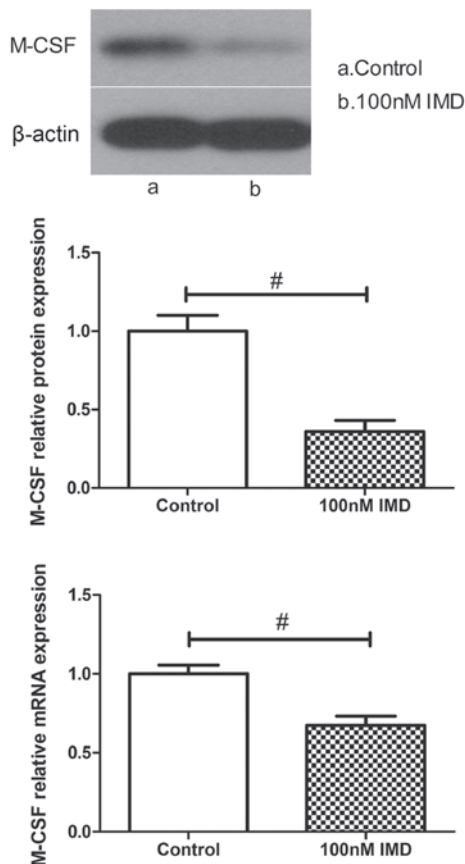 M-CSF
a.Control
b.100nM IMD
β-actin
a b
M-CSF relative protein expression
1.5
1.0
0.5
0.0
#
Control 100nM IMD
M-CSF relative mRNA expression
1.5
1.0
0.5
0.0
#
Control 100nM IMD